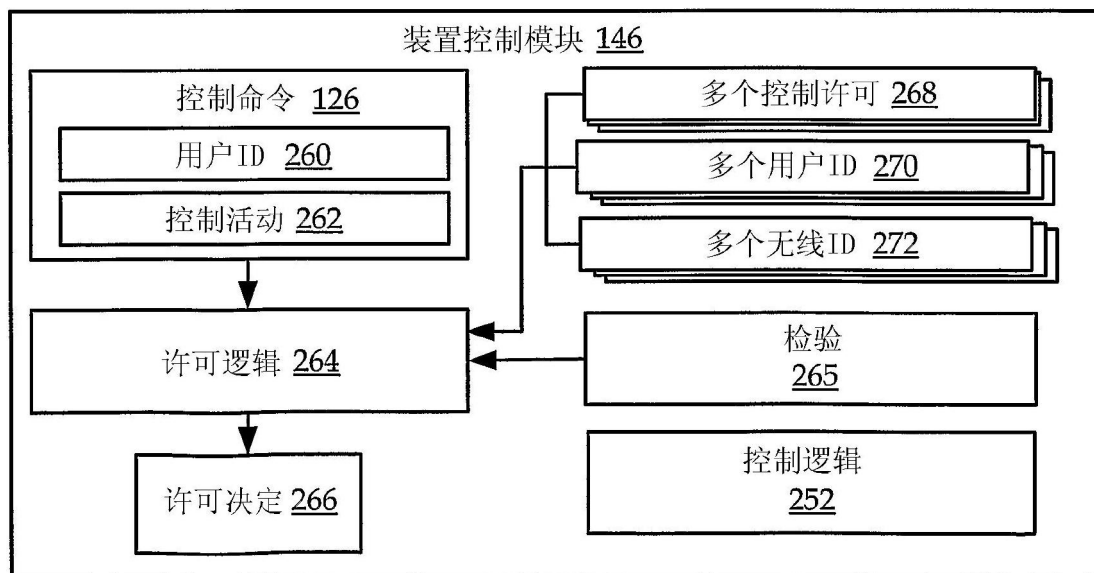 装置控制模块 146
控制命令 126
用户ID 260
控制活动 262
多个控制许可 268
多个用户ID 270
多个无线ID 272
许可逻辑 264
检验
265
许可决定 266
控制逻辑
252